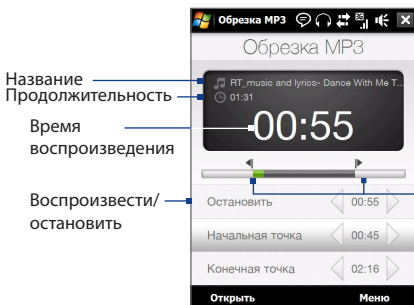 Обрезка MP3
Обрезка MP3
Название
RT_music and lyrics- Dance With Me T...
Продолжительность
01:31
Время
воспроизведения
00:55
Воспроизвести/
остановить
Остановить
00:55
Начальная точка
00:45
Конечная точка
02:16
Открыть
Меню